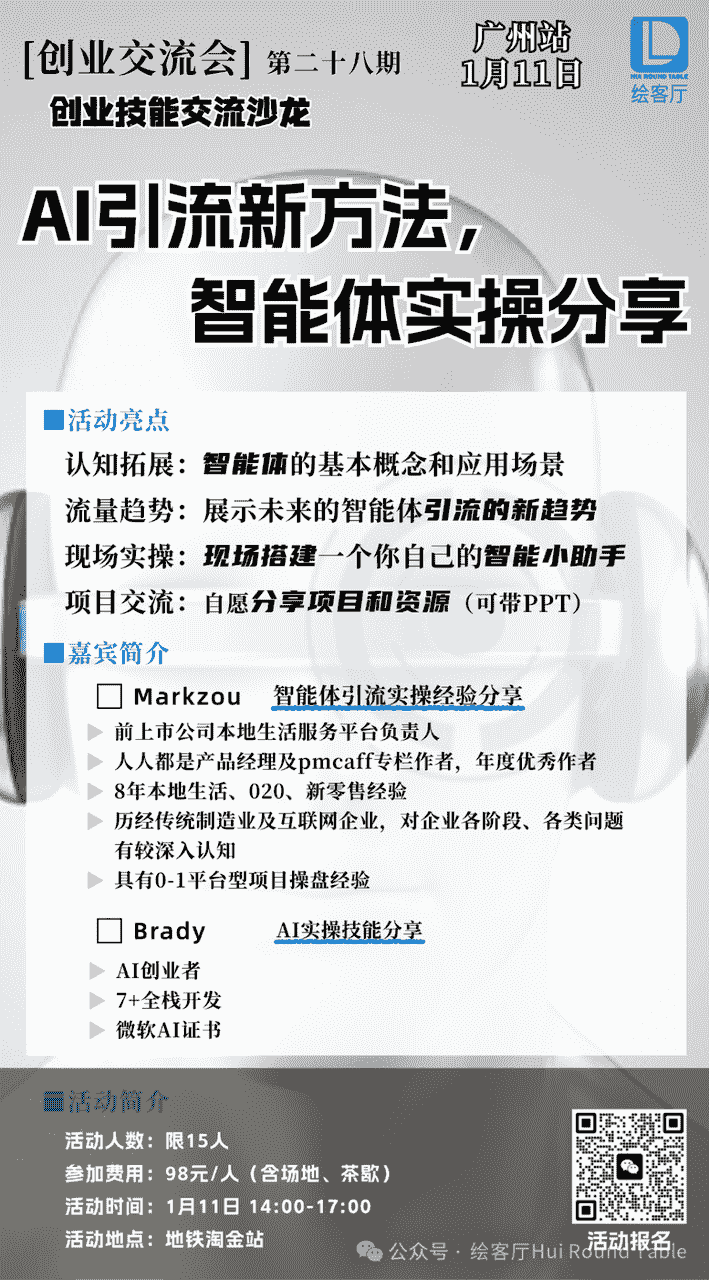 [创业交流会] 第二十八期
创业技能交流沙龙
广州站
1月11日
HUI ROUND TABLE
绘客厅
AI引流新方法，
智能体实操分享
活动亮点
认知拓展：智能体的基本概念和应用场景
流量趋势：展示未来的智能体引流的新趋势
现场实操：现场搭建一个你自己的智能小助手
项目交流：自愿分享项目和资源（可带PPT）
嘉宾简介
Markzou 智能体引流实操经验分享
前上市公司本地生活服务平台负责人
人人都是产品经理及pmcaff专栏作者，年度优秀作者
8年本地生活、020、新零售经验
历经传统制造业及互联网企业，对企业各阶段、各类问题
有较深入认知
具有0-1平台型项目操盘经验
Brady AI实操技能分享
AI创业者
7+全栈开发
微软AI证书
活动简介
活动人数：限15人
参加费用：98元/人（含场地、茶歇）
活动时间：1月11日 14:00-17:00
活动地点：地铁淘金站
活动报名
公众号 · 绘客厅Hui Round Table